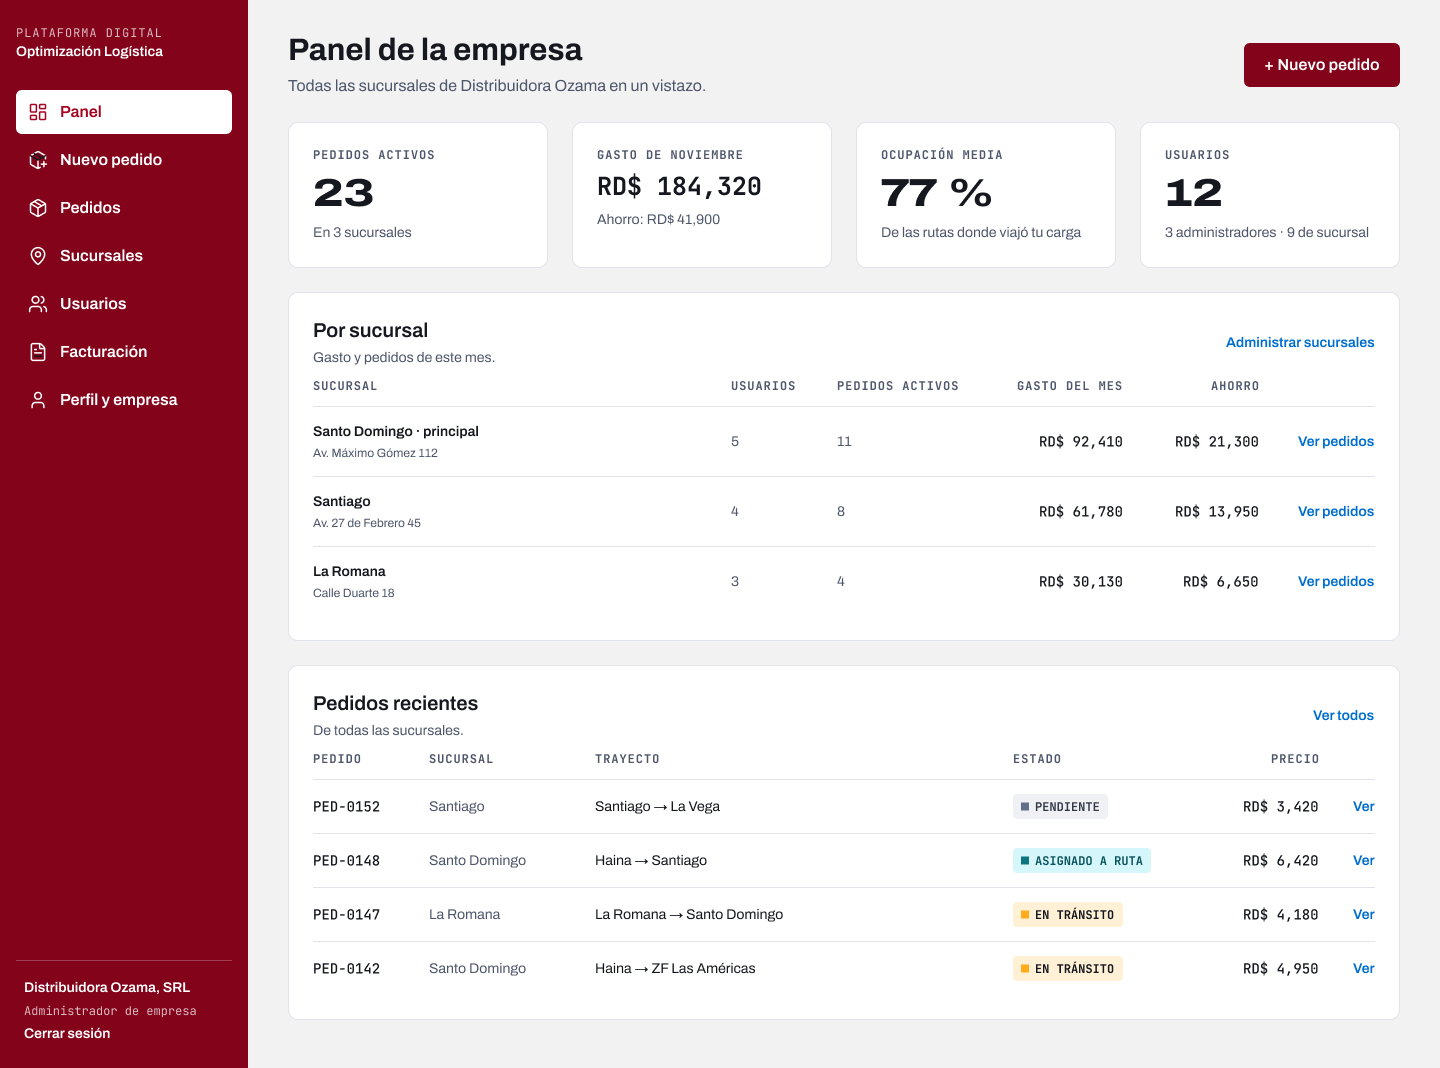 PLATAFORMA DIGITAL
Optimización Logística
Panel
Nuevo pedido
Pedidos
Sucursales
Usuarios
Facturación
Perfil y empresa
Distribuidora Ozama, SRL
Administrador de empresa
Cerrar sesión
Panel de la empresa
Todas las sucursales de Distribuidora Ozama en un vistazo.
+ Nuevo pedido
PEDIDOS ACTIVOS
23
En 3 sucursales
GASTO DE NOVIEMBRE
RD$ 184,320
Ahorro: RD$ 41,900
OCUPACIÓN MEDIA
77 %
De las rutas donde viajó tu carga
USUARIOS
12
3 administradores · 9 de sucursal
Por sucursal
Gasto y pedidos de este mes.
Administrar sucursales
SUCURSAL USUARIOS PEDIDOS ACTIVOS GASTO DEL MES AHORRO
Santo Domingo · principal
Av. Máximo Gómez 112
5 11 RD$ 92,410 RD$ 21,300 Ver pedidos
Santiago
Av. 27 de Febrero 45
4 8 RD$ 61,780 RD$ 13,950 Ver pedidos
La Romana
Calle Duarte 18
3 4 RD$ 30,130 RD$ 6,650 Ver pedidos
Pedidos recientes
De todas las sucursales.
Ver todos
PEDIDO SUCURSAL TRAYECTO ESTADO PRECIO
PED-0152 Santiago Santiago → La Vega PENDIENTE RD$ 3,420 Ver
PED-0148 Santo Domingo Haina → Santiago ASIGNADO A RUTA RD$ 6,420 Ver
PED-0147 La Romana La Romana → Santo Domingo EN TRÁNSITO RD$ 4,180 Ver
PED-0142 Santo Domingo Haina → ZF Las Américas EN TRÁNSITO RD$ 4,950 Ver